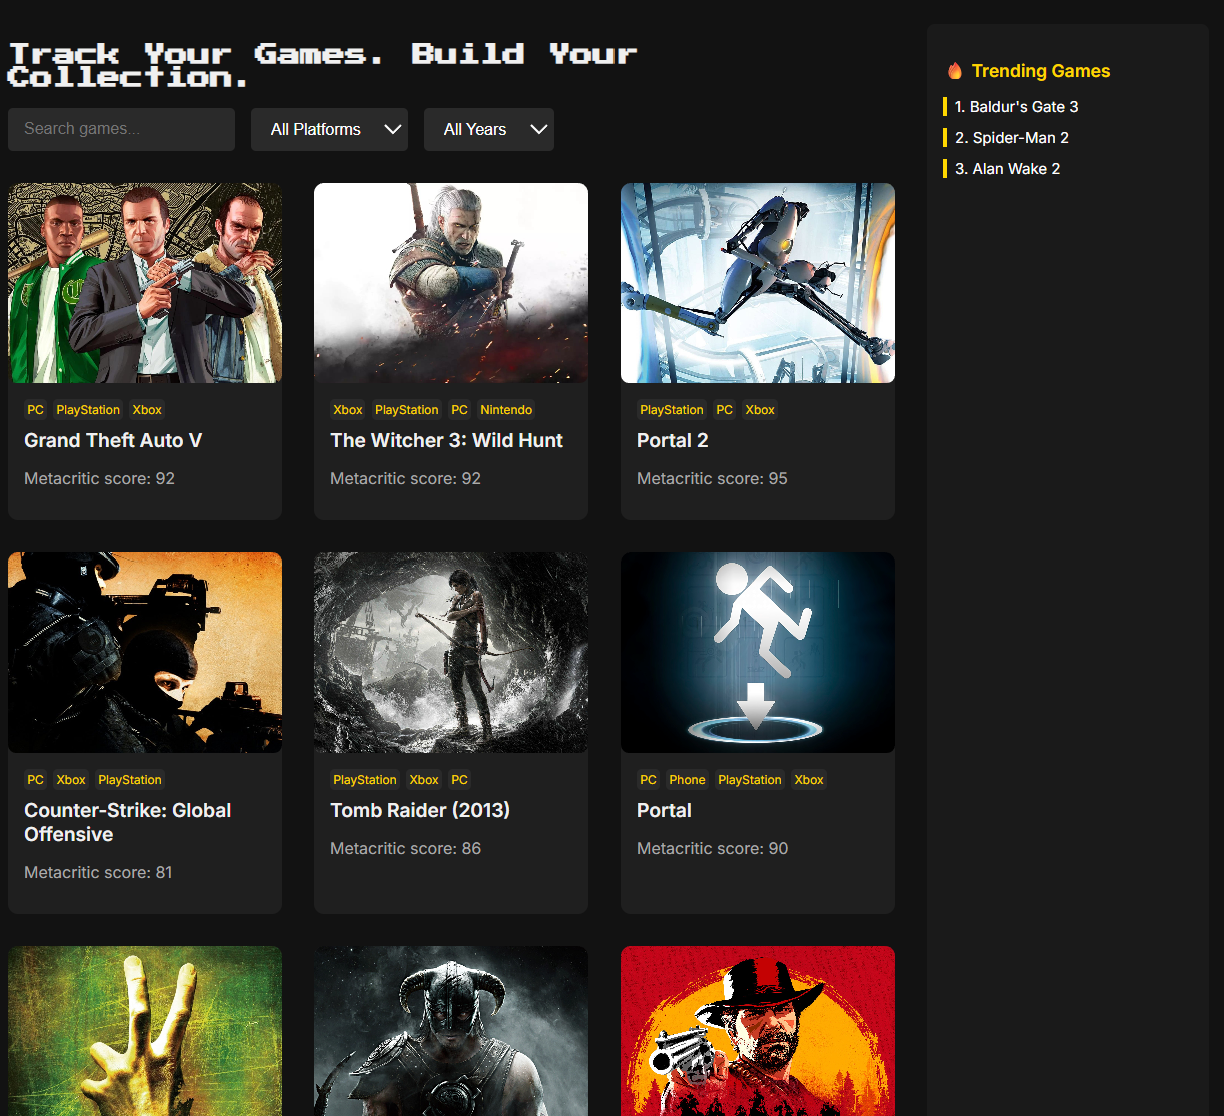 Track Your Games. Build Your
Collection.
Search games...
All Platforms
All Years
PC PlayStation Xbox
Grand Theft Auto V
Metacritic score: 92
Xbox PlayStation PC Nintendo
The Witcher 3: Wild Hunt
Metacritic score: 92
PlayStation PC Xbox
Portal 2
Metacritic score: 95
PC Xbox PlayStation
Counter-Strike: Global
Offensive
Metacritic score: 81
PlayStation Xbox PC
Tomb Raider (2013)
Metacritic score: 86
PC Phone PlayStation Xbox
Portal
Metacritic score: 90
Trending Games
1. Baldur's Gate 3
2. Spider-Man 2
3. Alan Wake 2